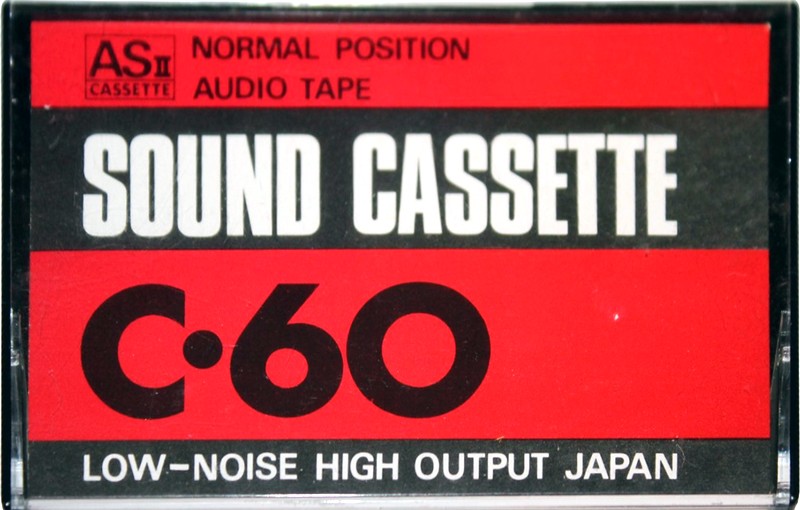 ASII NORMAL POSITION
CASSETTE AUDIO TAPE
SOUND CASSETTE
C·60
LOW-NOISE HIGH OUTPUT JAPAN